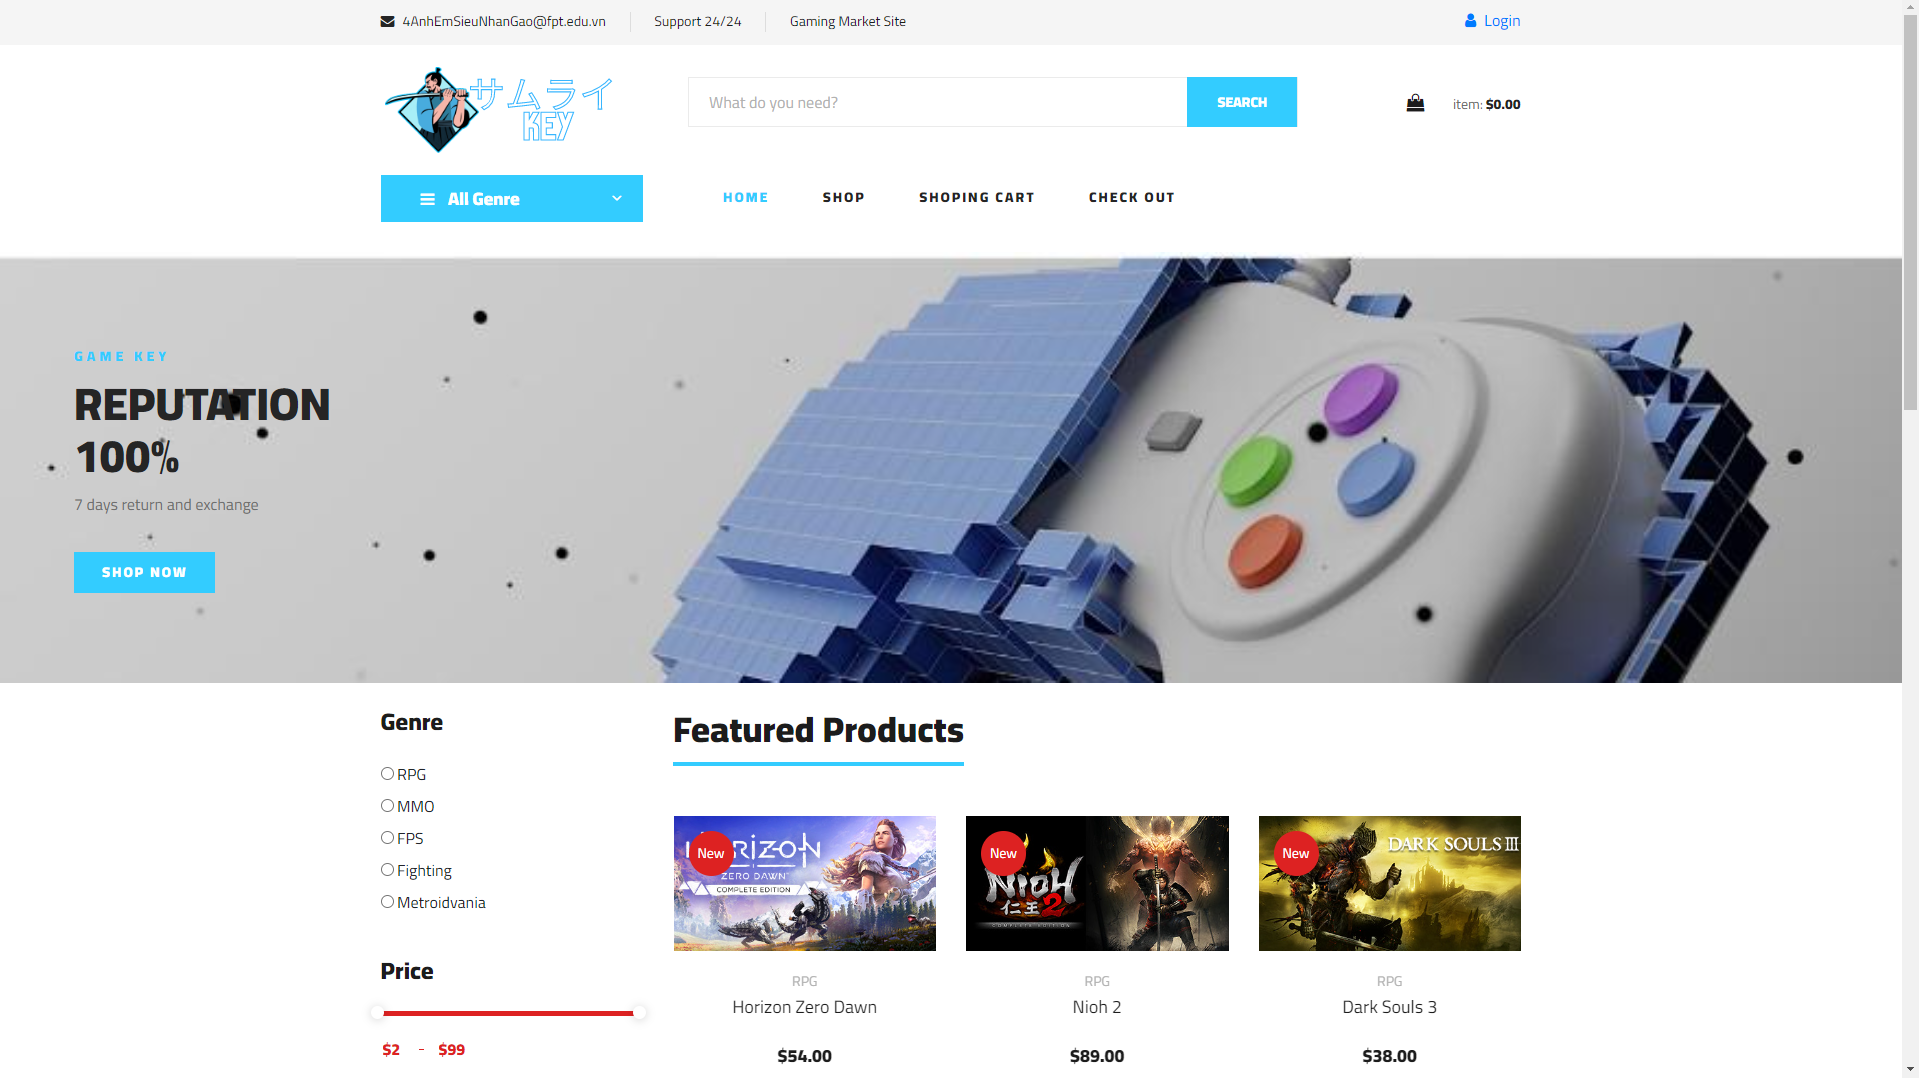 4AnhEmSieuNhanGao@fpt.edu.vn
Support 24/24
Gaming Market Site
Login
サムライ
KEY
What do you need?
SEARCH
item: $0.00
All Genre
HOME
SHOP
SHOPING CART
CHECK OUT
GAME KEY
REPUTATION
100%
7 days return and exchange
SHOP NOW
Genre
RPG
MMO
FPS
Fighting
Metroidvania
Price
$2 - $99
Featured Products
New
ZERO DAWN
COMPLETE EDITION
RPG
Horizon Zero Dawn
$54.00
New
NIOH
仁王2
COMPLETE EDITION
RPG
Nioh 2
$89.00
New
DARK SOULS III
RPG
Dark Souls 3
$38.00